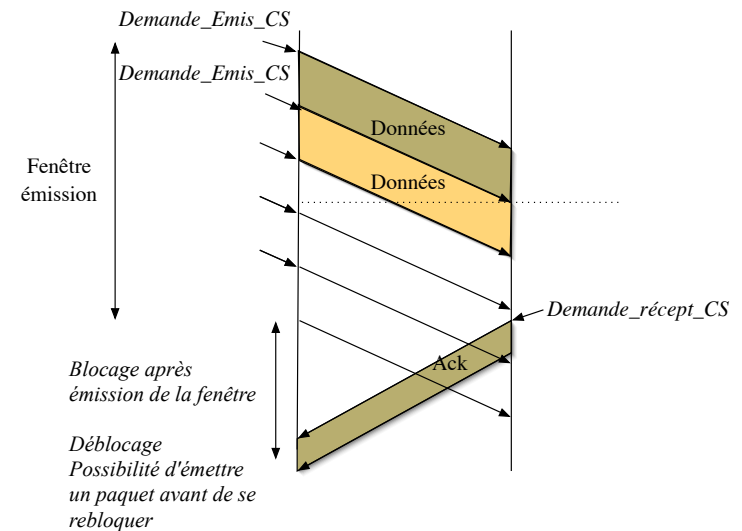 Demande_Emis_CS
Demande_Emis_CS
Données
Fenêtre
émission
Données
Demande_récept_CS
Ack
Blocage après
émission de la fenêtre
Déblocage
Possibilité d'émettre
un paquet avant de se
rebloquer